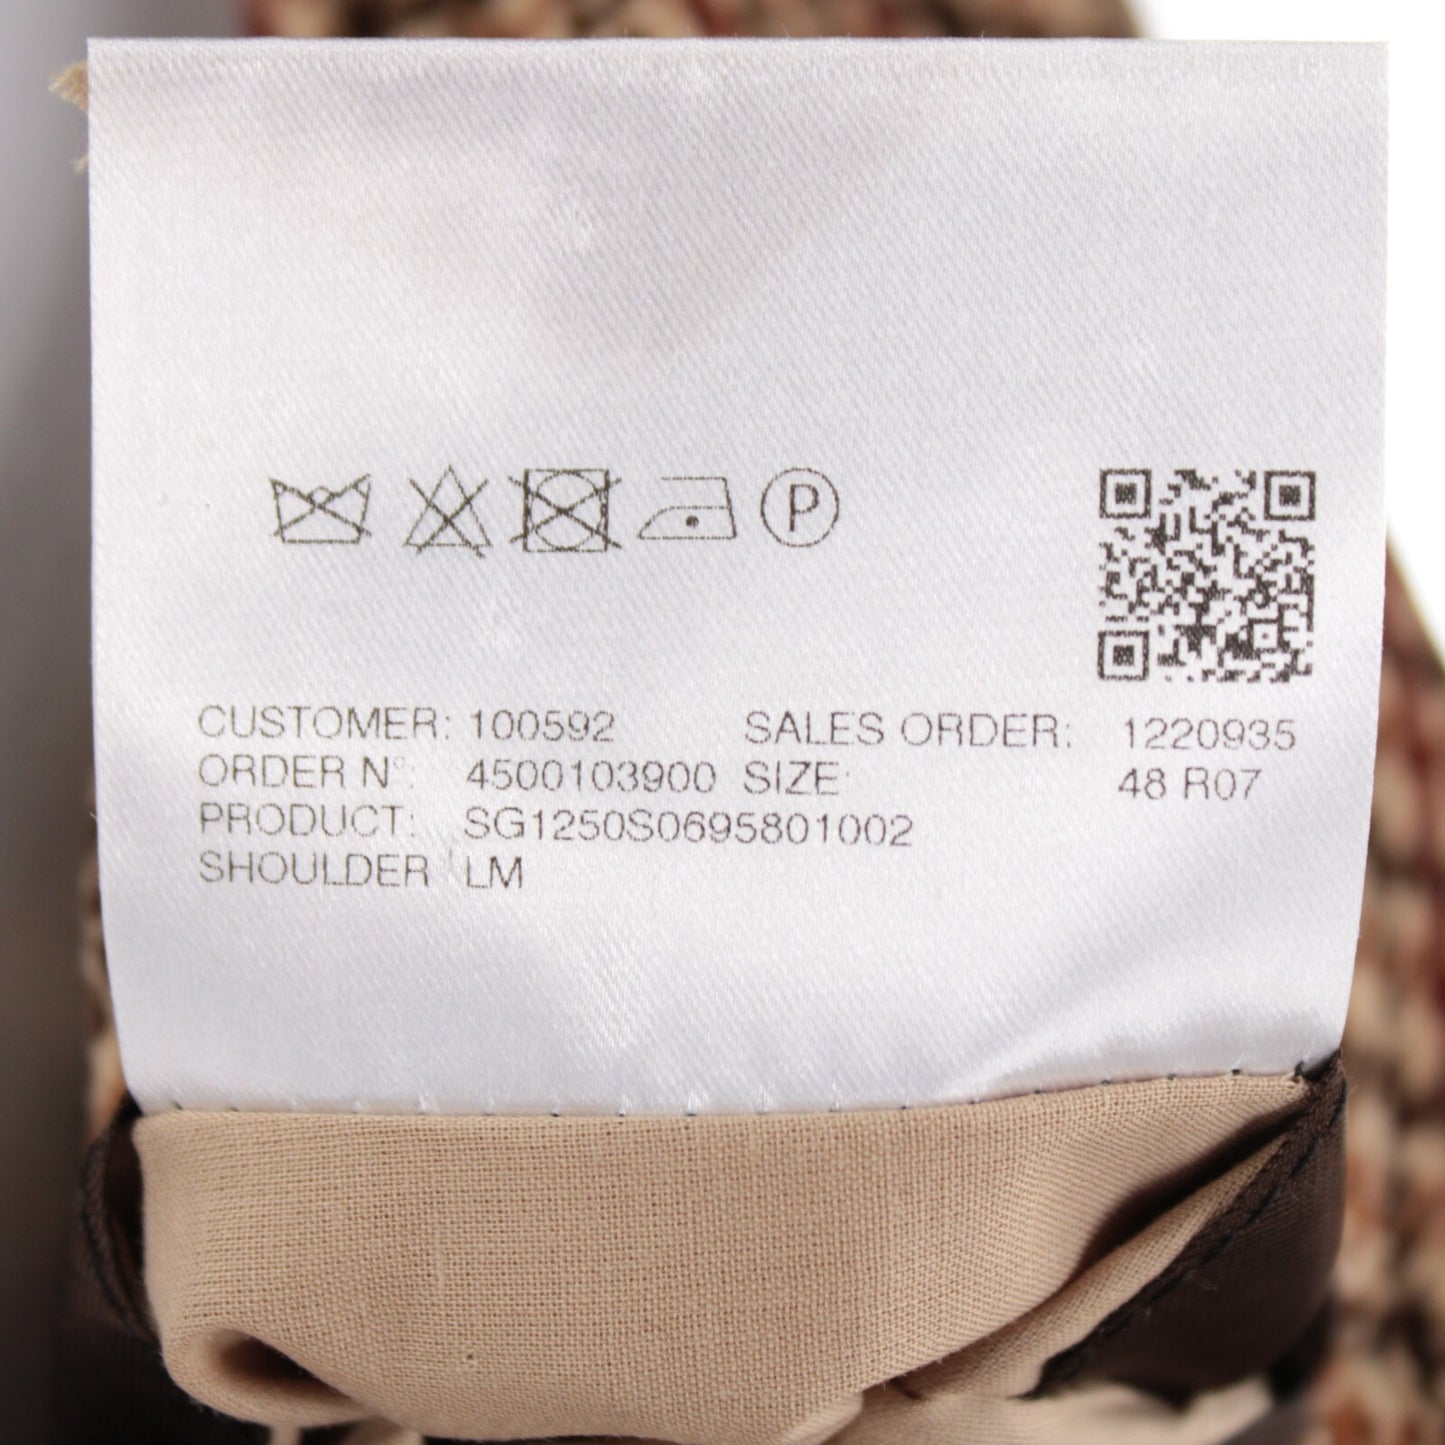 P
CUSTOMER: 100592 SALES ORDER: 1220935
ORDER N°: 4500103900 SIZE: 48 R07
PRODUCT: SG1250S0695801002
SHOULDER LM